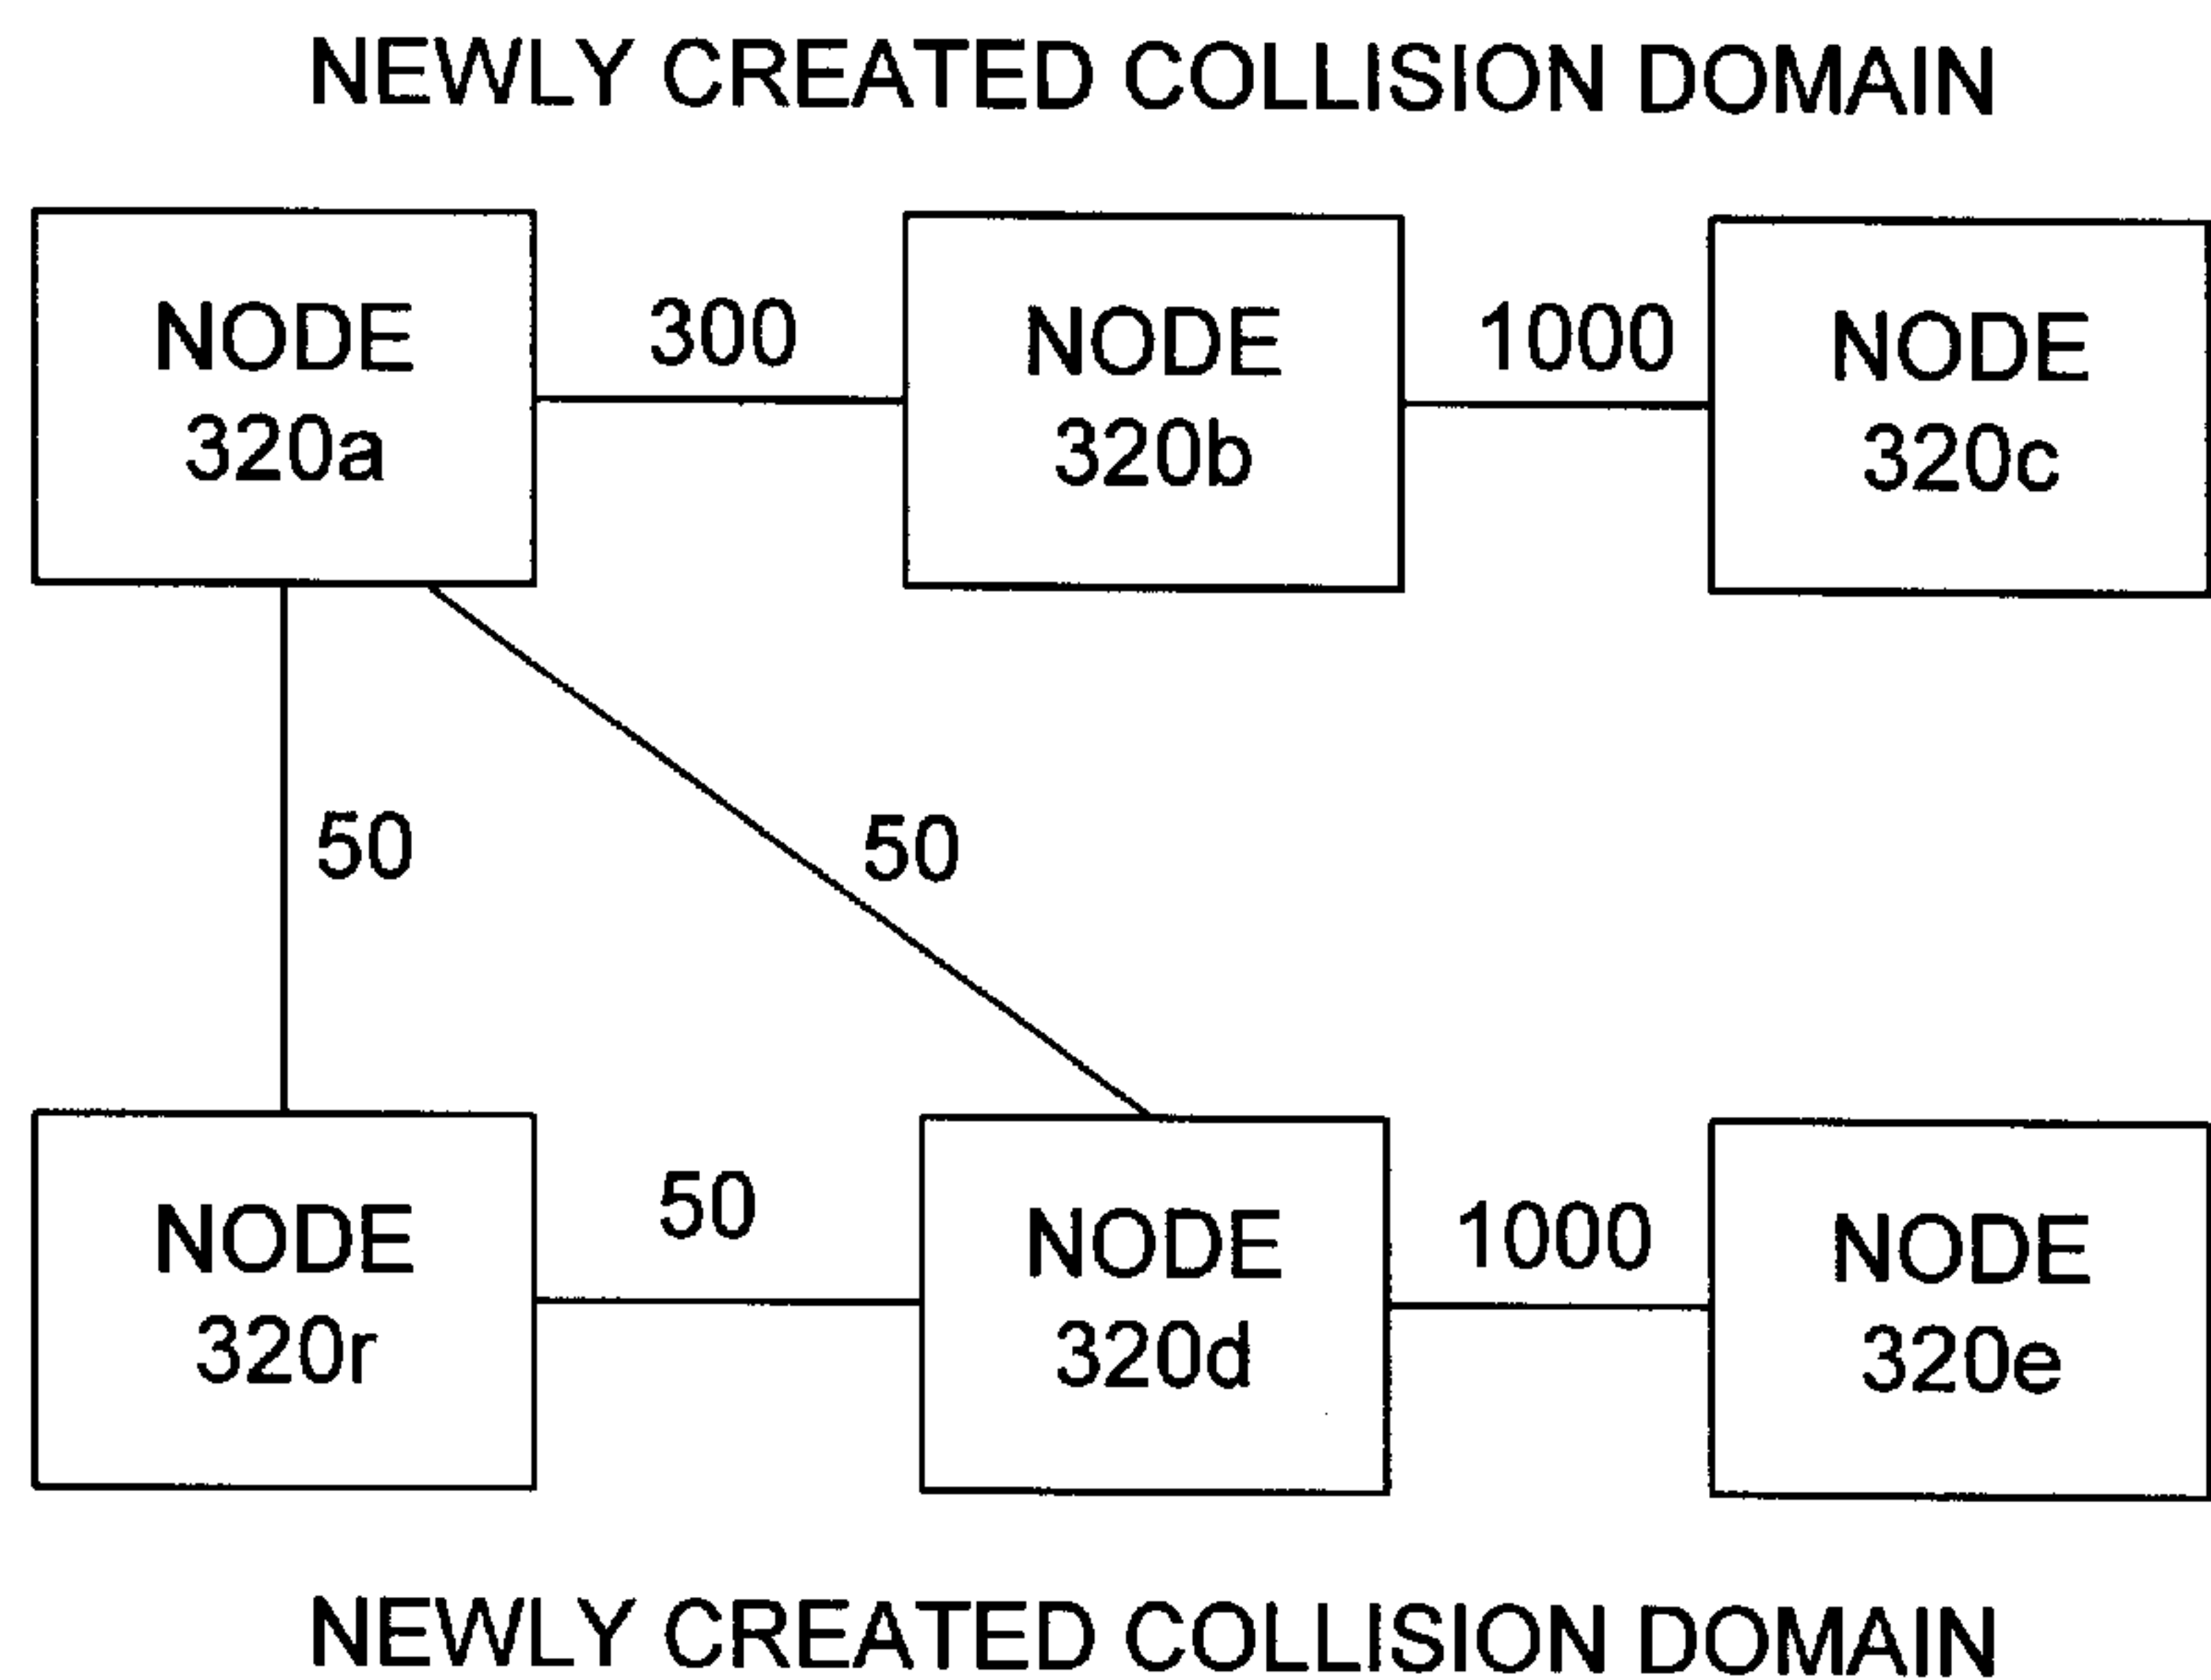 NEWLY CREATED COLLISION DOMAIN
NODE
320a
300
NODE
320b
1000
NODE
320c
50
50
NODE
320r
50
NODE
320d
1000
NODE
320e
NEWLY CREATED COLLISION DOMAIN